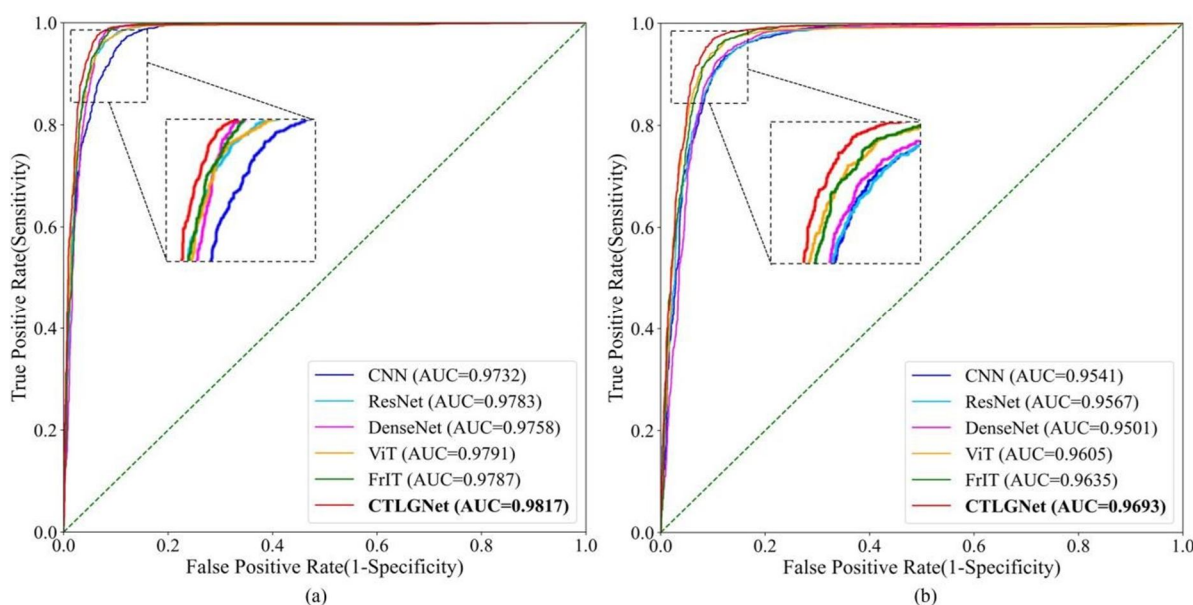 1.0
0.8
0.6
0.4
0.2
0.0
True Positive Rate(Sensitivity)
CNN (AUC=0.9732)
ResNet (AUC=0.9783)
DenseNet (AUC=0.9758)
ViT (AUC=0.9791)
FrIT (AUC=0.9787)
CTLGNet (AUC=0.9817)
0.0 0.2 0.4 0.6 0.8 1.0
False Positive Rate(1-Specificity)
(a)
1.0
0.8
0.6
0.4
0.2
0.0
True Positive Rate(Sensitivity)
CNN (AUC=0.9541)
ResNet (AUC=0.9567)
DenseNet (AUC=0.9501)
ViT (AUC=0.9605)
FrIT (AUC=0.9635)
CTLGNet (AUC=0.9693)
0.0 0.2 0.4 0.6 0.8 1.0
False Positive Rate(1-Specificity)
(b)